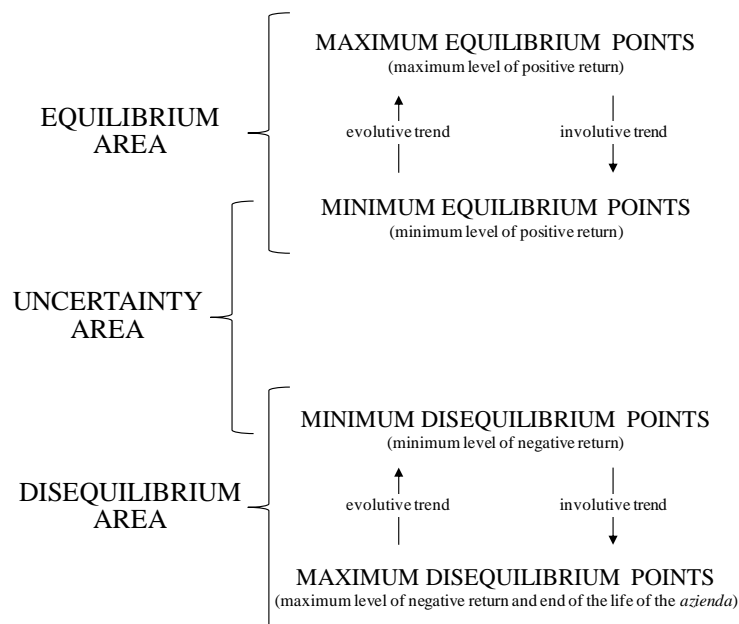 MAXIMUM EQUILIBRIUM POINTS
(maximum level of positive return)
EQUILIBRIUM
AREA
evolutive trend
involutive trend
MINIMUM EQUILIBRIUM POINTS
(minimum level of positive return)
UNCERTAINTY
AREA
MINIMUM DISEQUILIBRIUM POINTS
(minimum level of negative return)
DISEQUILIBRIUM
AREA
evolutive trend
involutive trend
MAXIMUM DISEQUILIBRIUM POINTS
(maximum level of negative return and end of the life of the azienda)